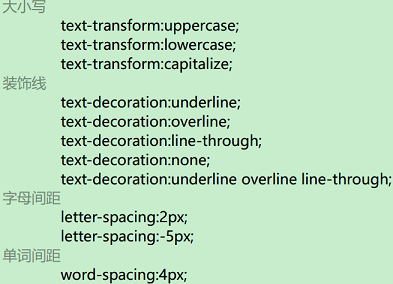 大小写
text-transform:uppercase;
text-transform:lowercase;
text-transform:capitalize;
装饰线
text-decoration:underline;
text-decoration:overline;
text-decoration:line-through;
text-decoration:none;
text-decoration:underline overline line-through;
字母间距
letter-spacing:2px;
letter-spacing:-5px;
单词间距
word-spacing:4px;